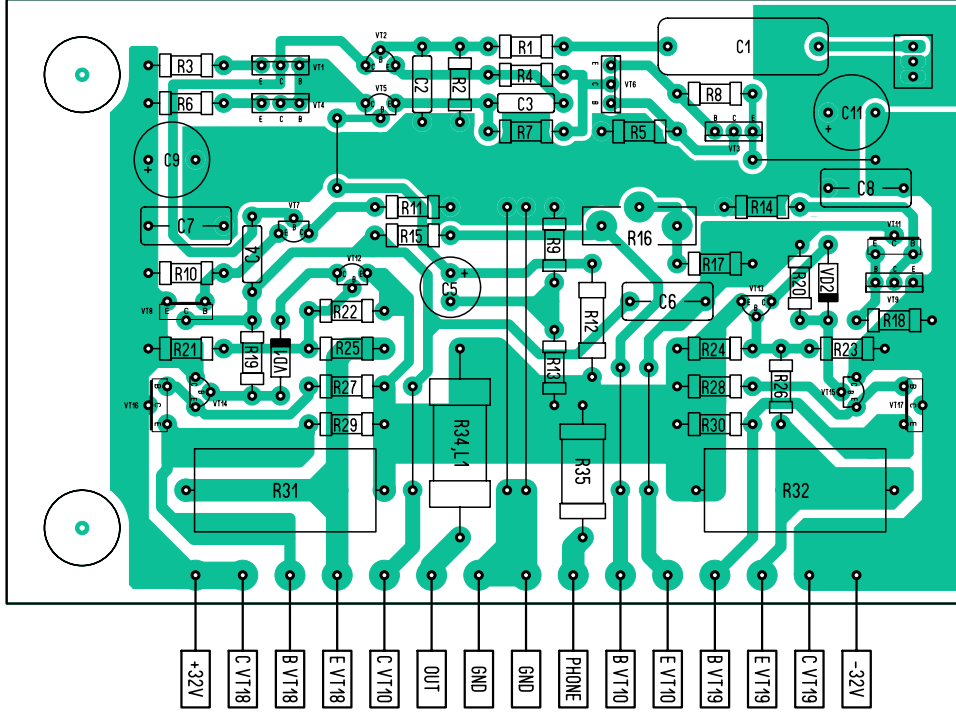 R1
C1
R3
E C B
VT1
VT2
C E
B
C2
R2
R4
E
C
B
VT6
R6
VT4
E C B
VT5
C E
B
C3
R7
R5
R8
B C E
VT3
C11
+
C9
+
C7
C4
VT7
E C
B
R11
R15
R9
R16
R14
C8
VT11
E C B
R10
VT12
C E
B
C5
+
R17
R20
VD2
B C E
VT9
VT8
E C B
R22
R12
C6
VT13
E C
B
R18
R21
R19
R25
R13
R24
R23
VT16
B
C
E
VT14
R27
R34,L1
R28
R26
VT15
B
C
E
VT17
R29
R35
R30
R31
R32
+32V
C VT18
B VT18
E VT18
C VT10
OUT
GND
GND
PHONE
B VT10
E VT10
B VT19
E VT19
C VT19
-32V